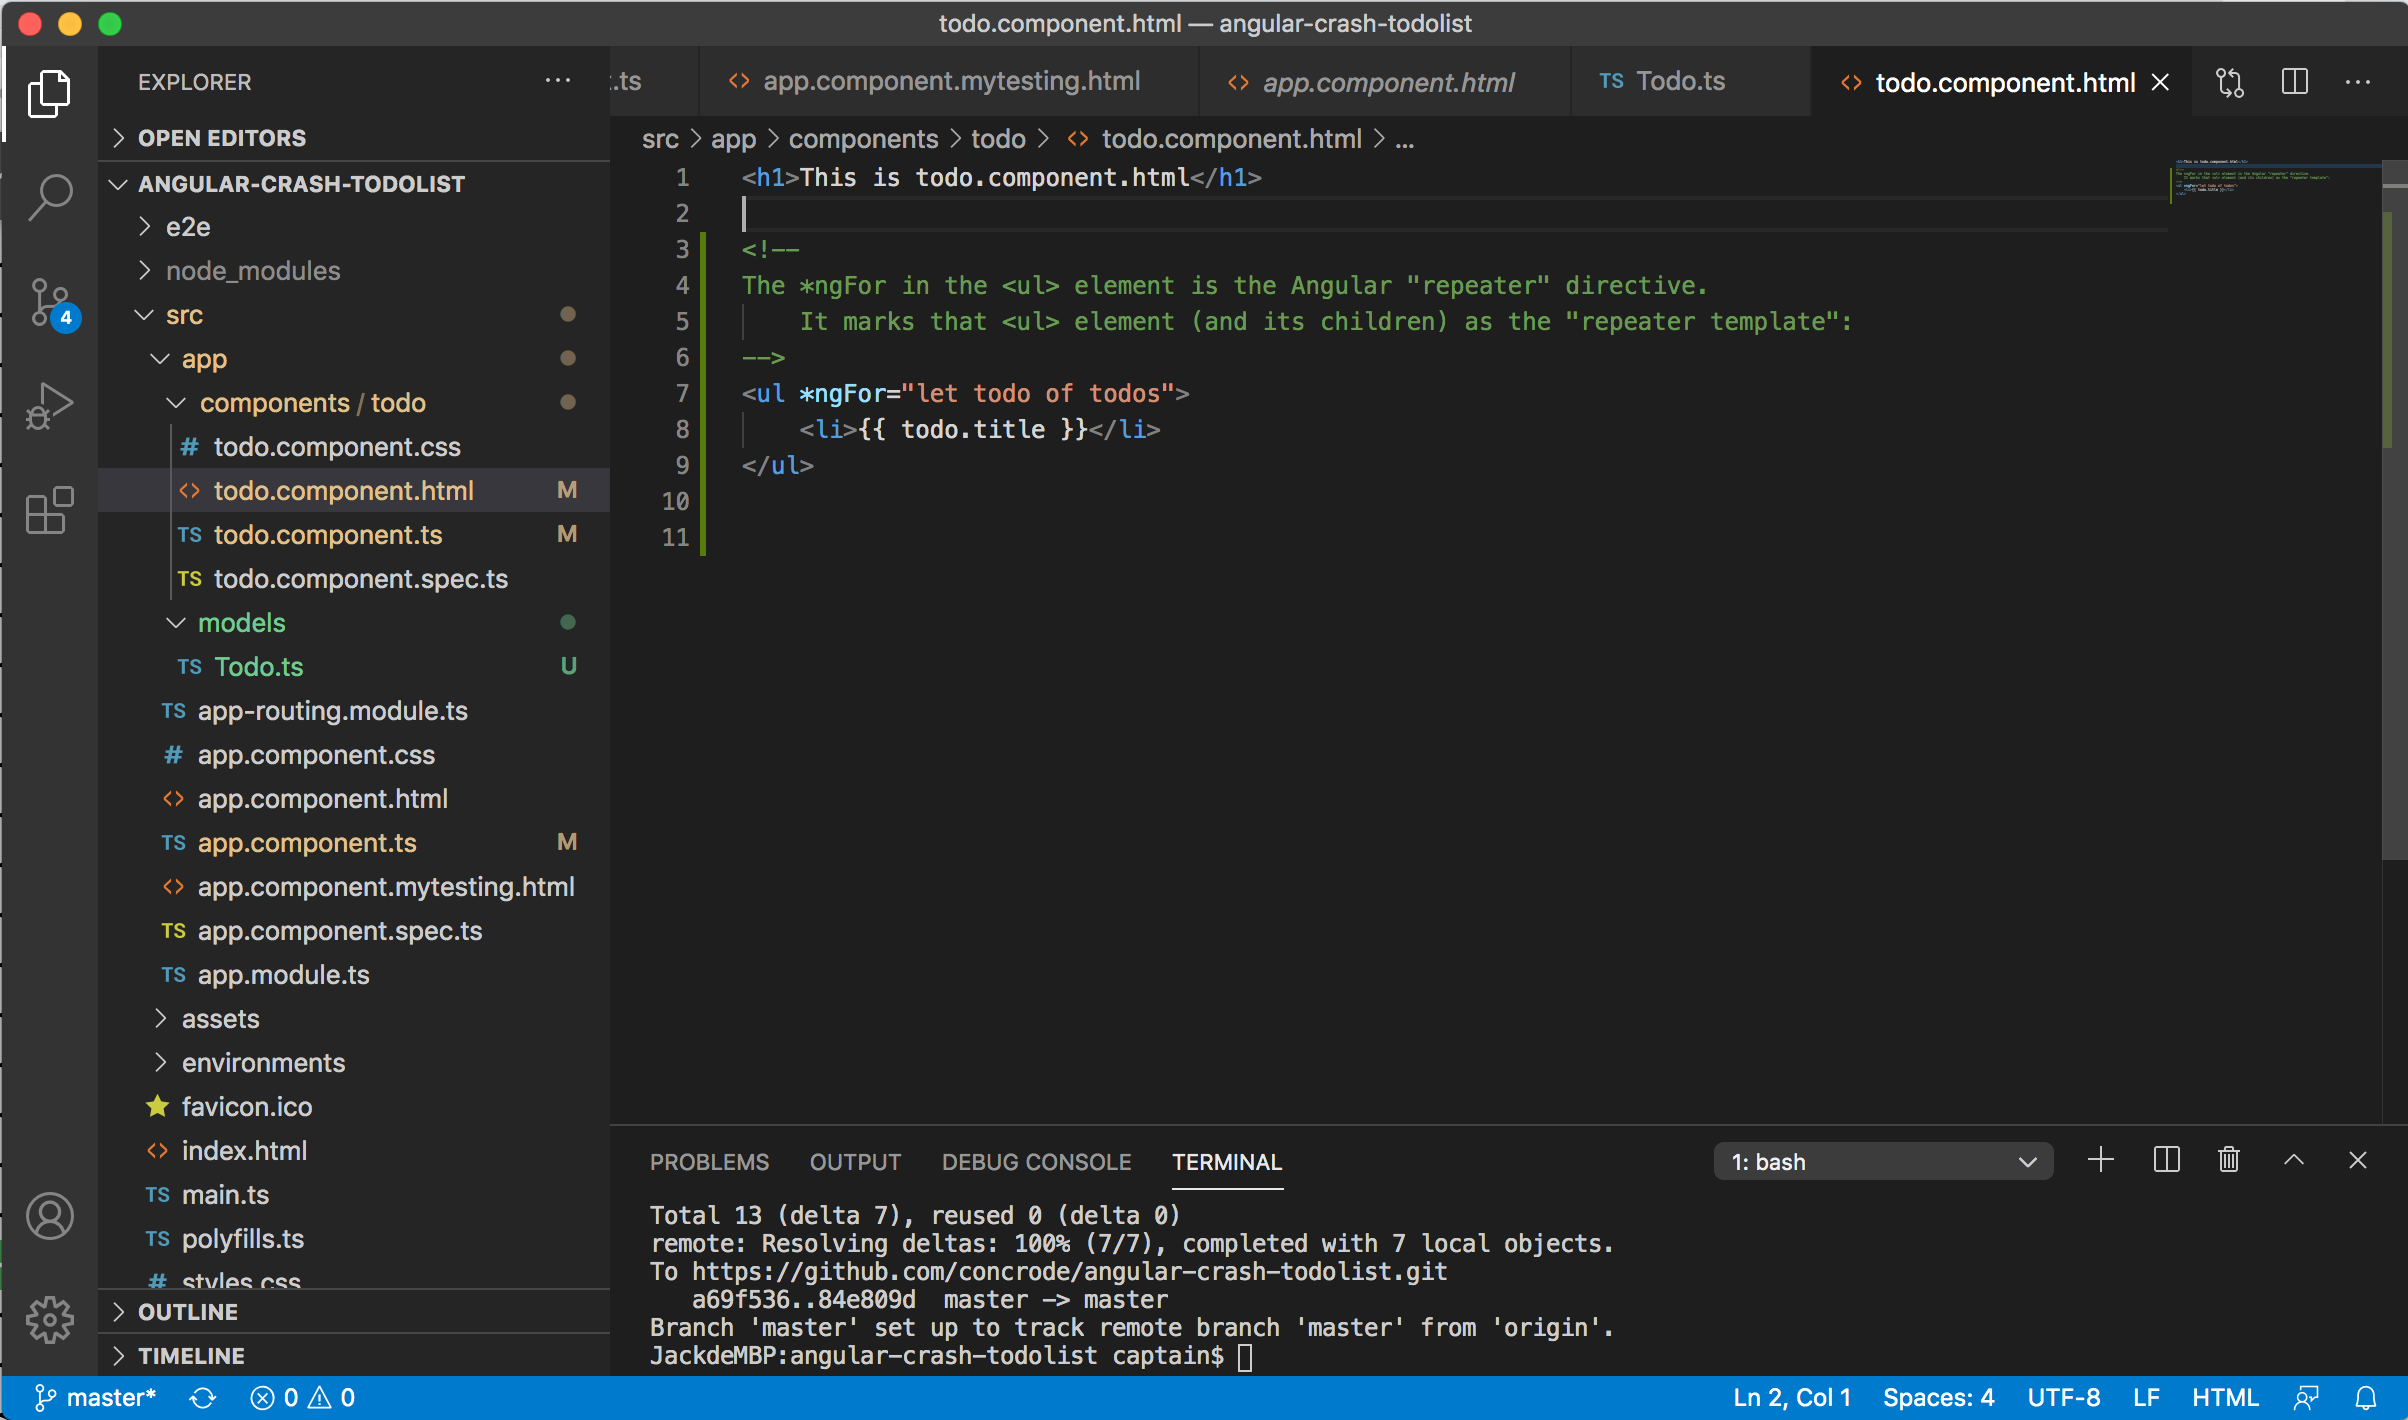 todo.component.html — angular-crash-todolist
EXPLORER
OPEN EDITORS
ANGULAR-CRASH-TODOLIST
e2e
node_modules
src
app
components / todo
# todo.component.css
<> todo.component.html M
TS todo.component.ts M
TS todo.component.spec.ts
models
TS Todo.ts U
TS app-routing.module.ts
# app.component.css
<> app.component.html
TS app.component.ts M
<> app.component.mytesting.html
TS app.component.spec.ts
TS app.module.ts
assets
environments
favicon.ico
<> index.html
TS main.ts
TS polyfills.ts
# styles.css
OUTLINE
TIMELINE
4
.ts
<> app.component.mytesting.html
<> app.component.html
TS Todo.ts
<> todo.component.html
src > app > components > todo > <> todo.component.html > ...
1 <h1>This is todo.component.html</h1>
2
3 <!--
4 The *ngFor in the <ul> element is the Angular "repeater" directive.
5 It marks that <ul> element (and its children) as the "repeater template":
6 -->
7 <ul *ngFor="let todo of todos">
8 <li>{{ todo.title }}</li>
9 </ul>
10
11
PROBLEMS OUTPUT DEBUG CONSOLE TERMINAL
1: bash
Total 13 (delta 7), reused 0 (delta 0)
remote: Resolving deltas: 100% (7/7), completed with 7 local objects.
To https://github.com/concrode/angular-crash-todolist.git
a69f536..84e809d master -> master
Branch 'master' set up to track remote branch 'master' from 'origin'.
JackdeMBP:angular-crash-todolist captain$
master* 0 0
Ln 2, Col 1 Spaces: 4 UTF-8 LF HTML